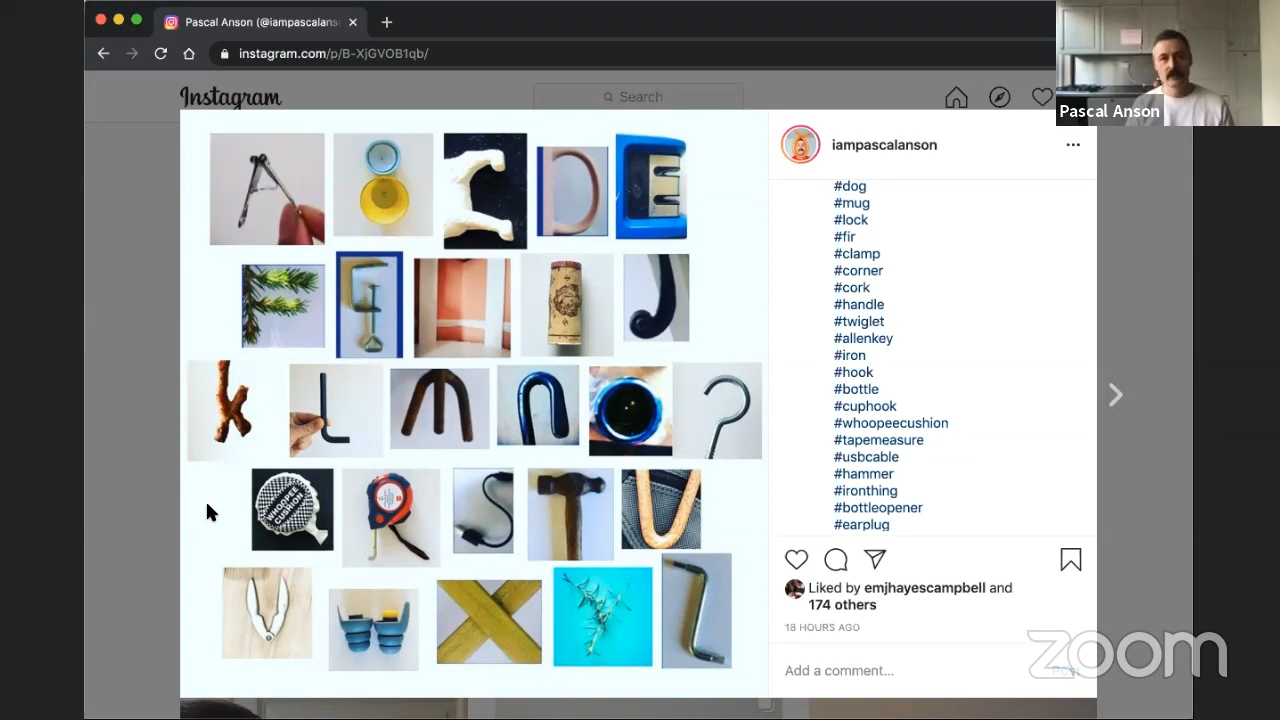 Pascal Anson (@iampascalans
instagram.com/p/B-XjGVOB1qb/
Pascal Anson
Instagram
Search
iampascalanson
#dog
#mug
#lock
#fir
#clamp
#corner
#cork
#handle
#twiglet
#allenkey
#iron
#hook
#bottle
#cuphook
#whoopeecushion
#tapemeasure
#usbcable
#hammer
#ironthing
#bottleopener
#earplug
WHOOPEE
CUSHION
Liked by emjhayescampbell and
174 others
18 HOURS AGO
Add a comment...
Post
zoom